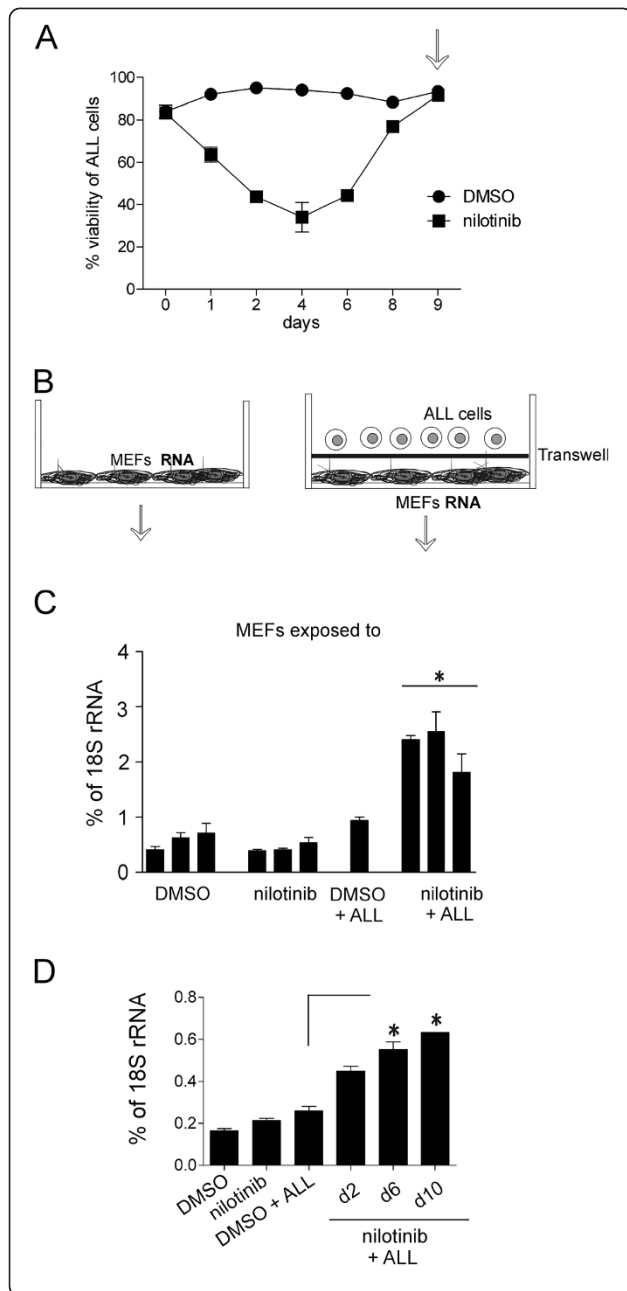 A
100
80
60
40
20
0
% viability of ALL cells
DMSO
nilotinib
0 1 2 4 6 8 9
days
B
MEFs RNA
ALL cells
Transwell
MEFs RNA
C
MEFs exposed to
4
3
2
1
0
% of 18S rRNA
*
DMSO nilotinib DMSO + ALL nilotinib + ALL
D
0.8
0.6
0.4
0.2
0.0
% of 18S rRNA
* *
DMSO nilotinib DMSO + ALL d2 d6 d10
nilotinib
+ ALL